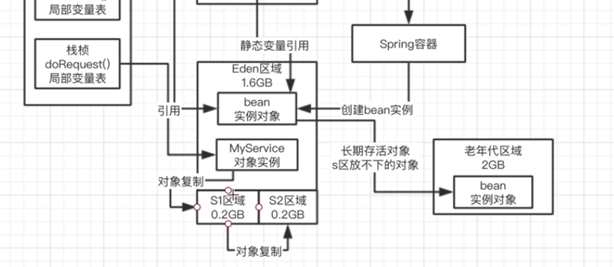 局部变量表
栈桢
doRequest()
局部变量表
静态变量引用
Spring容器
Eden区域
1.6GB
引用
bean
实例对象
创建bean实例
MyService
对象实例
长期存活对象
s区放不下的对象
老年代区域
2GB
bean
实例对象
对象复制
S1区域
0.2GB
S2区域
0.2GB
对象复制